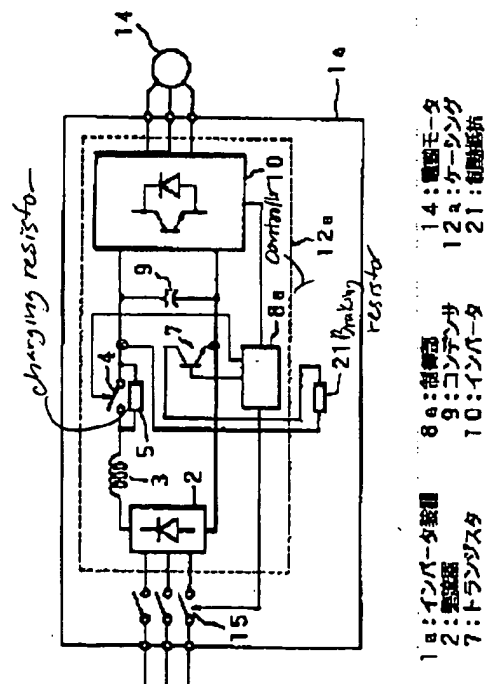 14
1a
10
controller
12a
9
8a
7
charging resistor
4
5
3
2
15
21 Braking
resistor
1a:インバータ装置
2:整流器
7:トランジスタ
8a:制御部
9:コンデンサ
10:インバータ
14:電動モータ
12a:ケーシング
21:制動抵抗